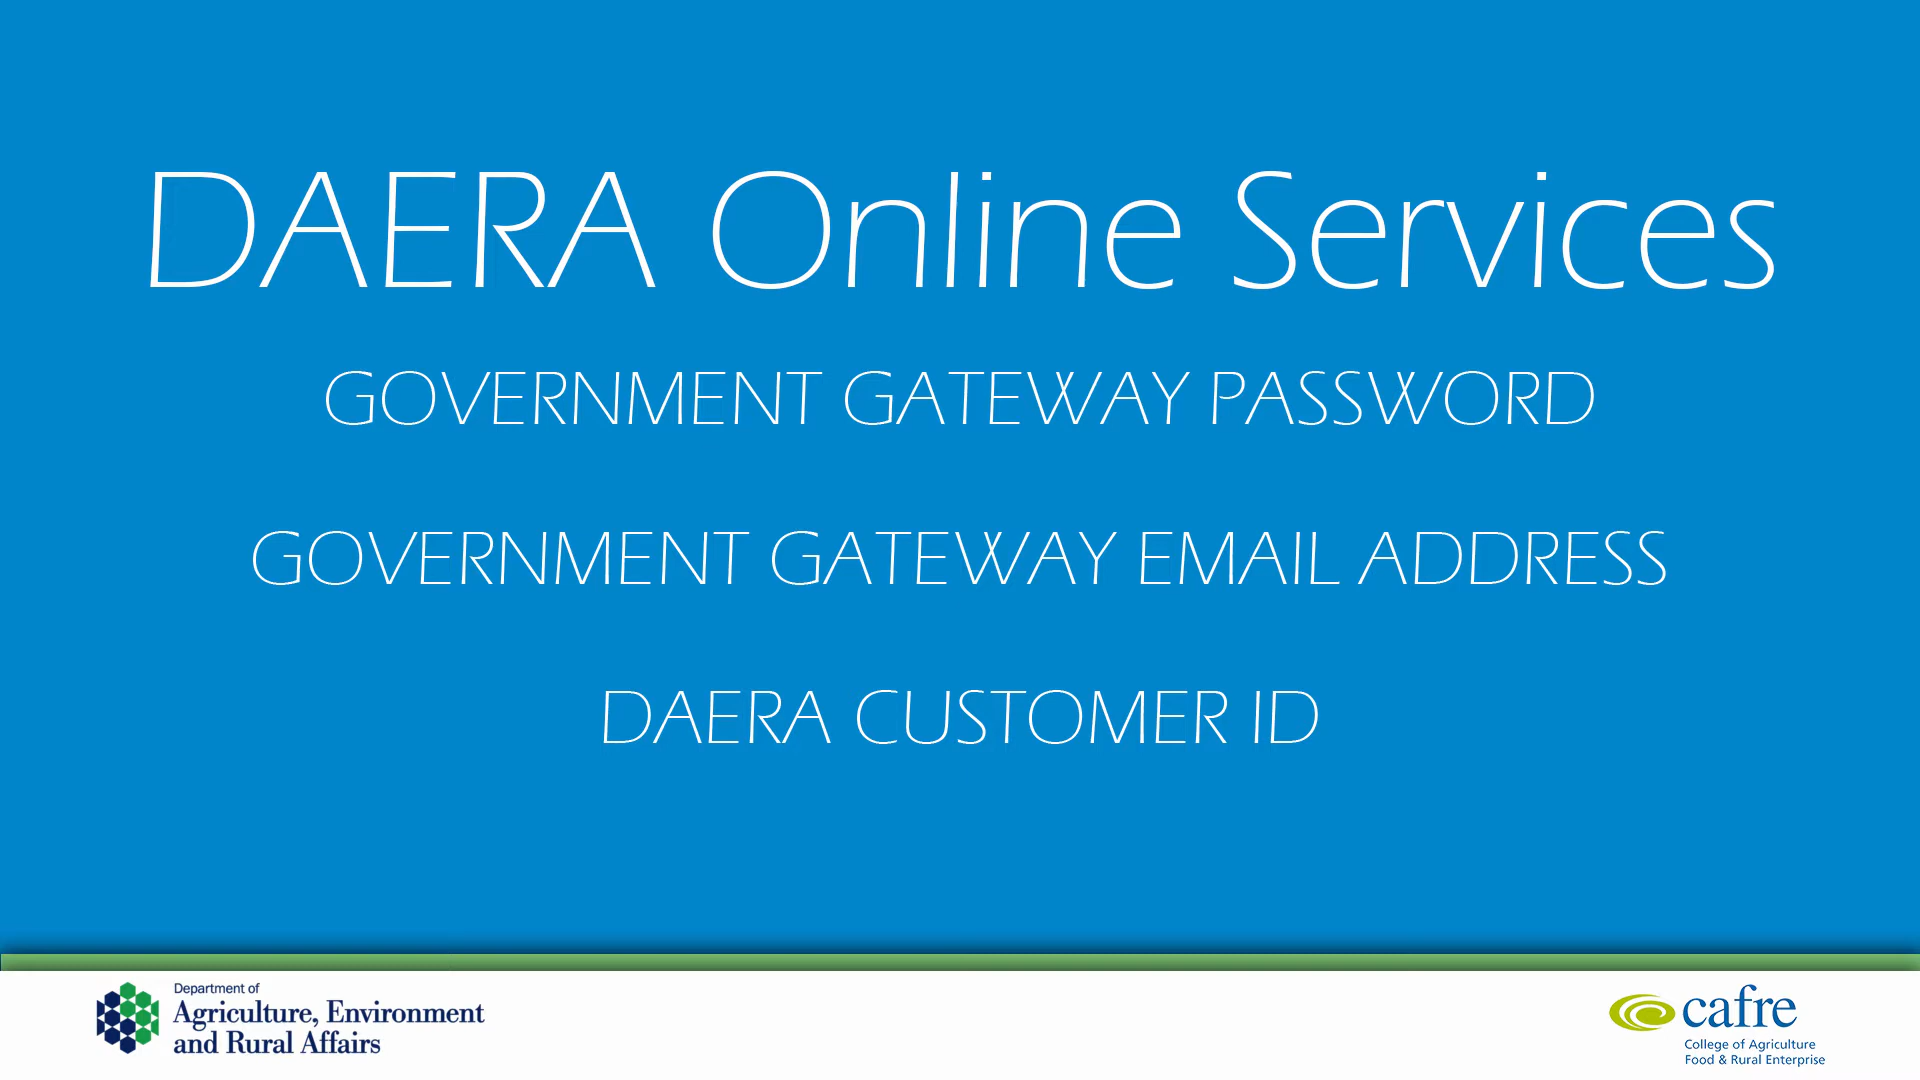 DAERA Online Services
GOVERNMENT GATEWAY PASSWORD
GOVERNMENT GATEWAY EMAIL ADDRESS
DAERA CUSTOMER ID
Department of
Agriculture, Environment
and Rural Affairs
cafre
College of Agriculture
Food & Rural Enterprise